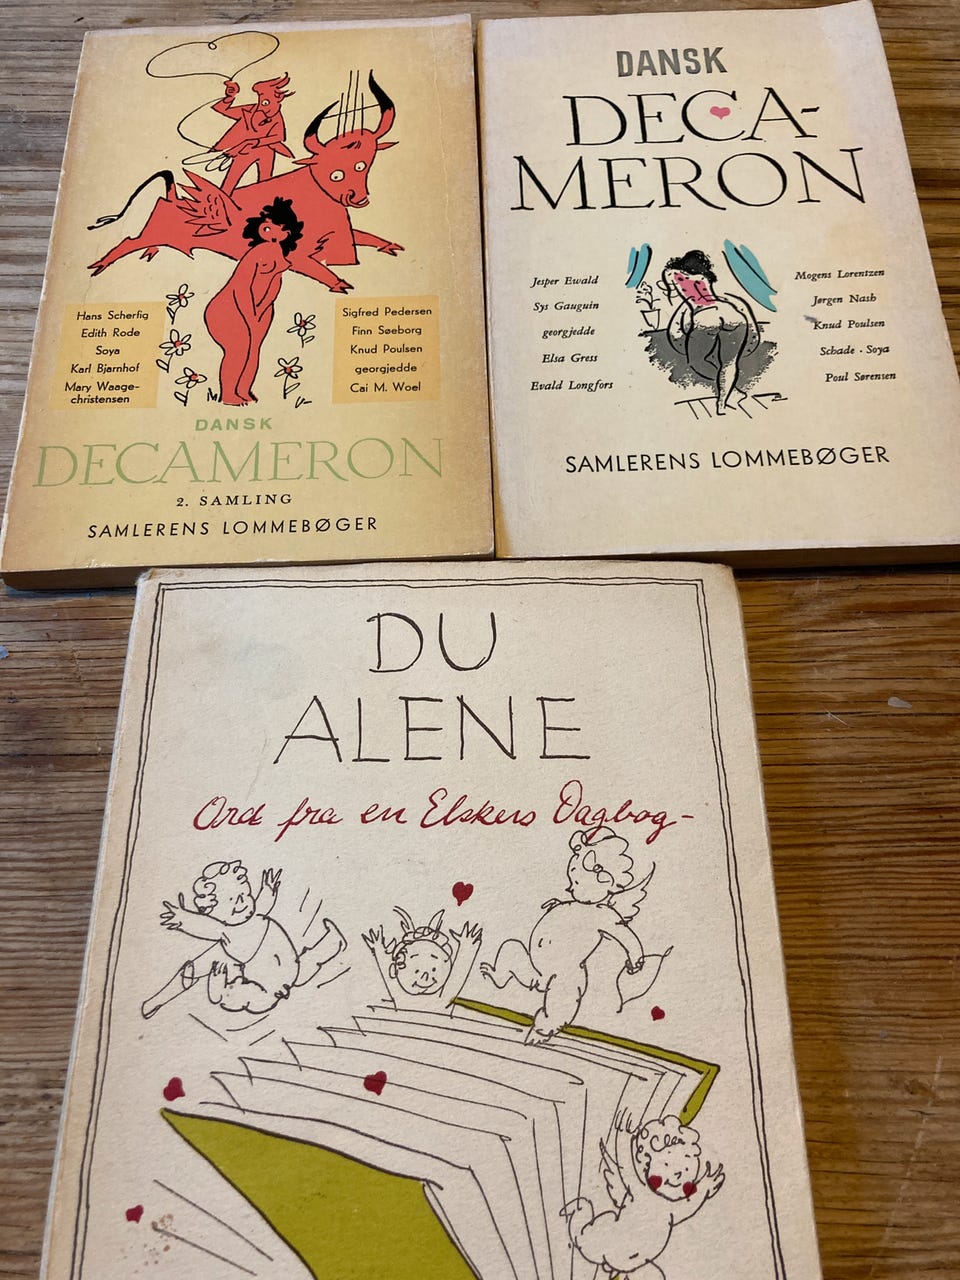 Hans Scherfig
Edith Rode
Soya
Karl Bjarnhof
Mary Waage-
christensen
Sigfred Pedersen
Finn Søeborg
Knud Poulsen
georgjedde
Cai M. Woel
DANSK
DECAMERON
2. SAMLING
SAMLERENS LOMMEBØGER
DANSK
DECA-
MERON
Jesper Ewald
Sys Gauguin
georgjedde
Elsa Gress
Evald Longfors
Mogens Lorentzen
Jørgen Nash
Knud Poulsen
Schade · Soya
Poul Sørensen
SAMLERENS LOMMEBØGER
DU
ALENE
Ord fra en Elskers Dagbog-